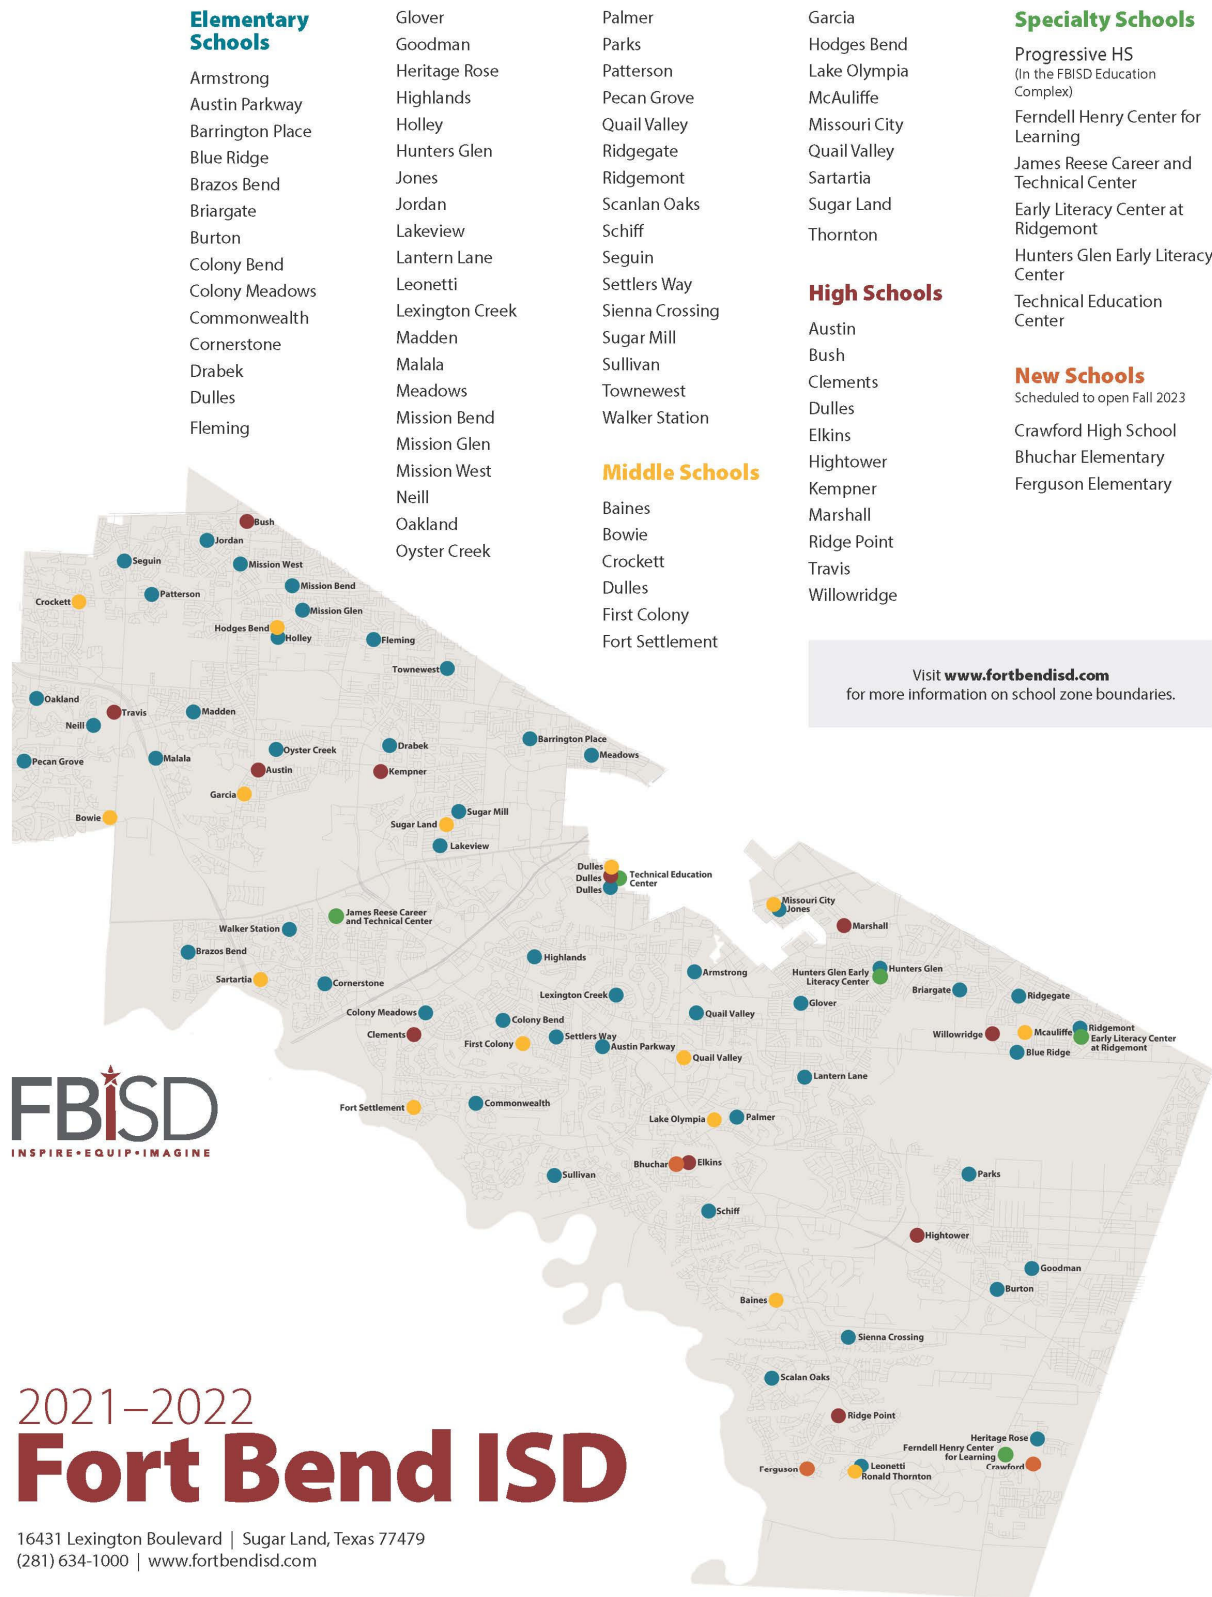 Elementary
Schools
Armstrong
Austin Parkway
Barrington Place
Blue Ridge
Brazos Bend
Briargate
Burton
Colony Bend
Colony Meadows
Commonwealth
Cornerstone
Drabek
Dulles
Fleming
Glover
Goodman
Heritage Rose
Highlands
Holley
Hunters Glen
Jones
Jordan
Lakeview
Lantern Lane
Leonetti
Lexington Creek
Madden
Malala
Meadows
Mission Bend
Mission Glen
Mission West
Neill
Oakland
Oyster Creek
Palmer
Parks
Patterson
Pecan Grove
Quail Valley
Ridgegate
Ridgemont
Scanlan Oaks
Schiff
Seguin
Settlers Way
Sienna Crossing
Sugar Mill
Sullivan
Townewest
Walker Station
Middle Schools
Baines
Bowie
Crockett
Dulles
First Colony
Fort Settlement
Garcia
Hodges Bend
Lake Olympia
McAuliffe
Missouri City
Quail Valley
Sartartia
Sugar Land
Thornton
High Schools
Austin
Bush
Clements
Dulles
Elkins
Hightower
Kempner
Marshall
Ridge Point
Travis
Willowridge
Specialty Schools
Progressive HS
(In the FBISD Education
Complex)
Ferndell Henry Center for
Learning
James Reese Career and
Technical Center
Early Literacy Center at
Ridgemont
Hunters Glen Early Literacy
Center
Technical Education
Center
New Schools
Scheduled to open Fall 2023
Crawford High School
Bhuchar Elementary
Ferguson Elementary
Visit www.fortbendisd.com
for more information on school zone boundaries.
Bush
Jordan
Seguin
Mission West
Mission Bend
Patterson
Crockett
Mission Glen
Hodges Bend
Holley
Fleming
Townewest
Oakland
Travis
Madden
Neill
Barrington Place
Drabek
Oyster Creek
Meadows
Malala
Pecan Grove
Austin
Kempner
Garcia
Sugar Mill
Bowie
Sugar Land
Lakeview
Dulles
Dulles
Dulles
Technical Education
Center
Missouri City
Jones
James Reese Career
and Technical Center
Marshall
Walker Station
Brazos Bend
Highlands
Hunters Glen
Armstrong
Hunters Glen Early
Literacy Center
Sartartia
Cornerstone
Briargate
Lexington Creek
Ridgegate
Glover
Colony Meadows
Quail Valley
Colony Bend
Ridgemont
Mcauliffe
Willowridge
Clements
Settlers Way
Early Literacy Center
at Ridgemont
First Colony
Austin Parkway
Blue Ridge
Quail Valley
Lantern Lane
Commonwealth
Fort Settlement
Lake Olympia
Palmer
Bhuchar
Elkins
Sullivan
Parks
Schiff
Hightower
Goodman
Burton
Baines
Sienna Crossing
Scalan Oaks
Ridge Point
Heritage Rose
Ferndell Henry Center
for Learning
Crawford
Ferguson
Leonetti
Ronald Thornton
FBISD
INSPIRE•EQUIP•IMAGINE
2021–2022
Fort Bend ISD
16431 Lexington Boulevard | Sugar Land, Texas 77479
(281) 634-1000 | www.fortbendisd.com